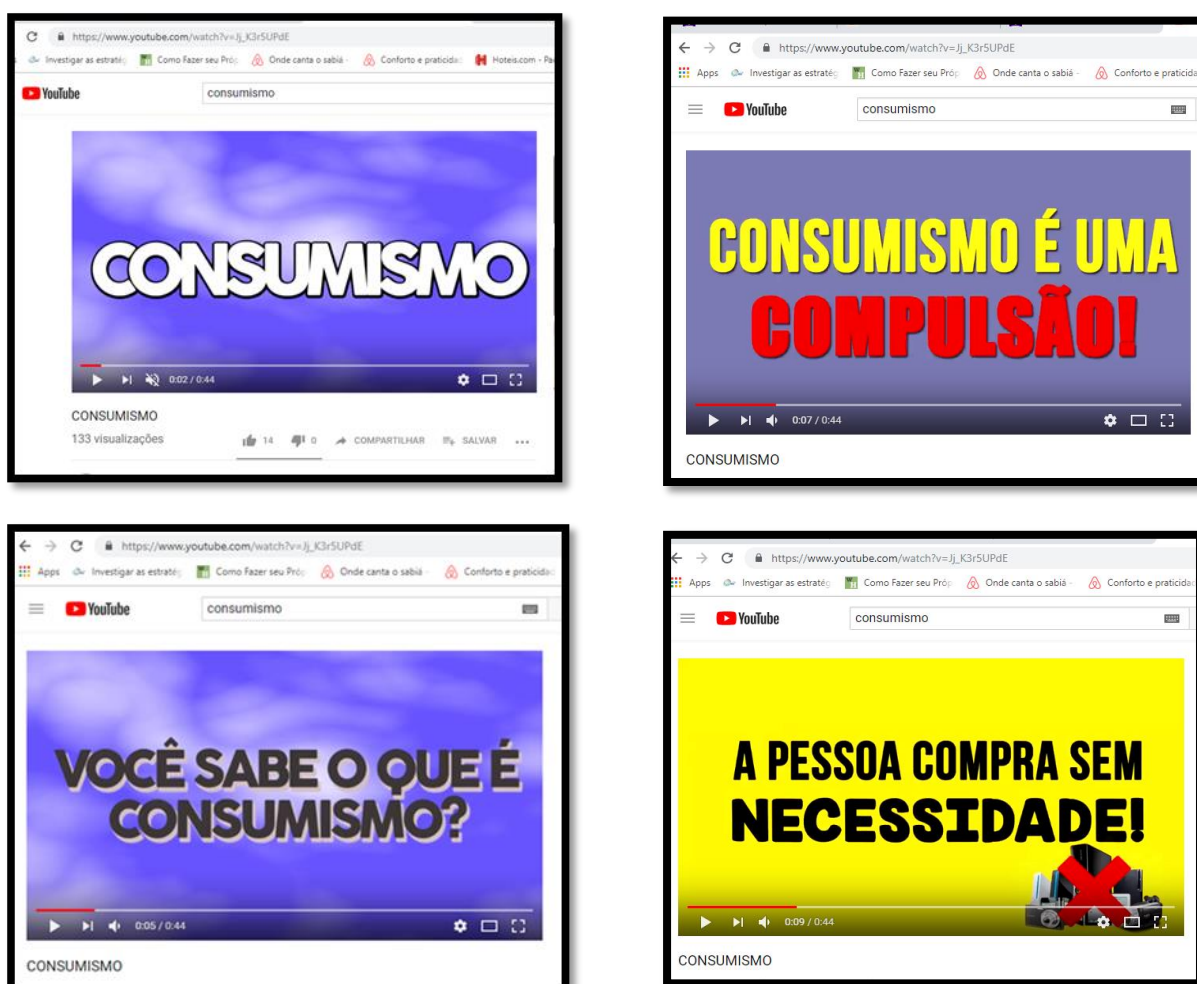 https://www.youtube.com/watch?v=Jj_K3r5UPdE
Investigar as estratég Como Fazer seu Próp Onde canta o sabiá - Conforto e praticida Hoteis.com - Pa
YouTube consumismo
CONSUMISMO
0:02 / 0:44
CONSUMISMO
133 visualizações 14 0 COMPARTILHAR SALVAR
https://www.youtube.com/watch?v=Jj_K3r5UPdE
Apps Investigar as estratég Como Fazer seu Próp Onde canta o sabiá - Conforto e praticida
YouTube consumismo
CONSUMISMO É UMA
COMPULSÃO!
0:07 / 0:44
CONSUMISMO
https://www.youtube.com/watch?v=Jj_K3r5UPdE
Apps Investigar as estratég Como Fazer seu Próp Onde canta o sabiá - Conforto e praticida
YouTube consumismo
VOCÊ SABE O QUE É
CONSUMISMO?
0:05 / 0:44
CONSUMISMO
https://www.youtube.com/watch?v=Jj_K3r5UPdE
Apps Investigar as estratég Como Fazer seu Próp Onde canta o sabiá - Conforto e praticida
YouTube consumismo
A PESSOA COMPRA SEM
NECESSIDADE!
0:09 / 0:44
CONSUMISMO